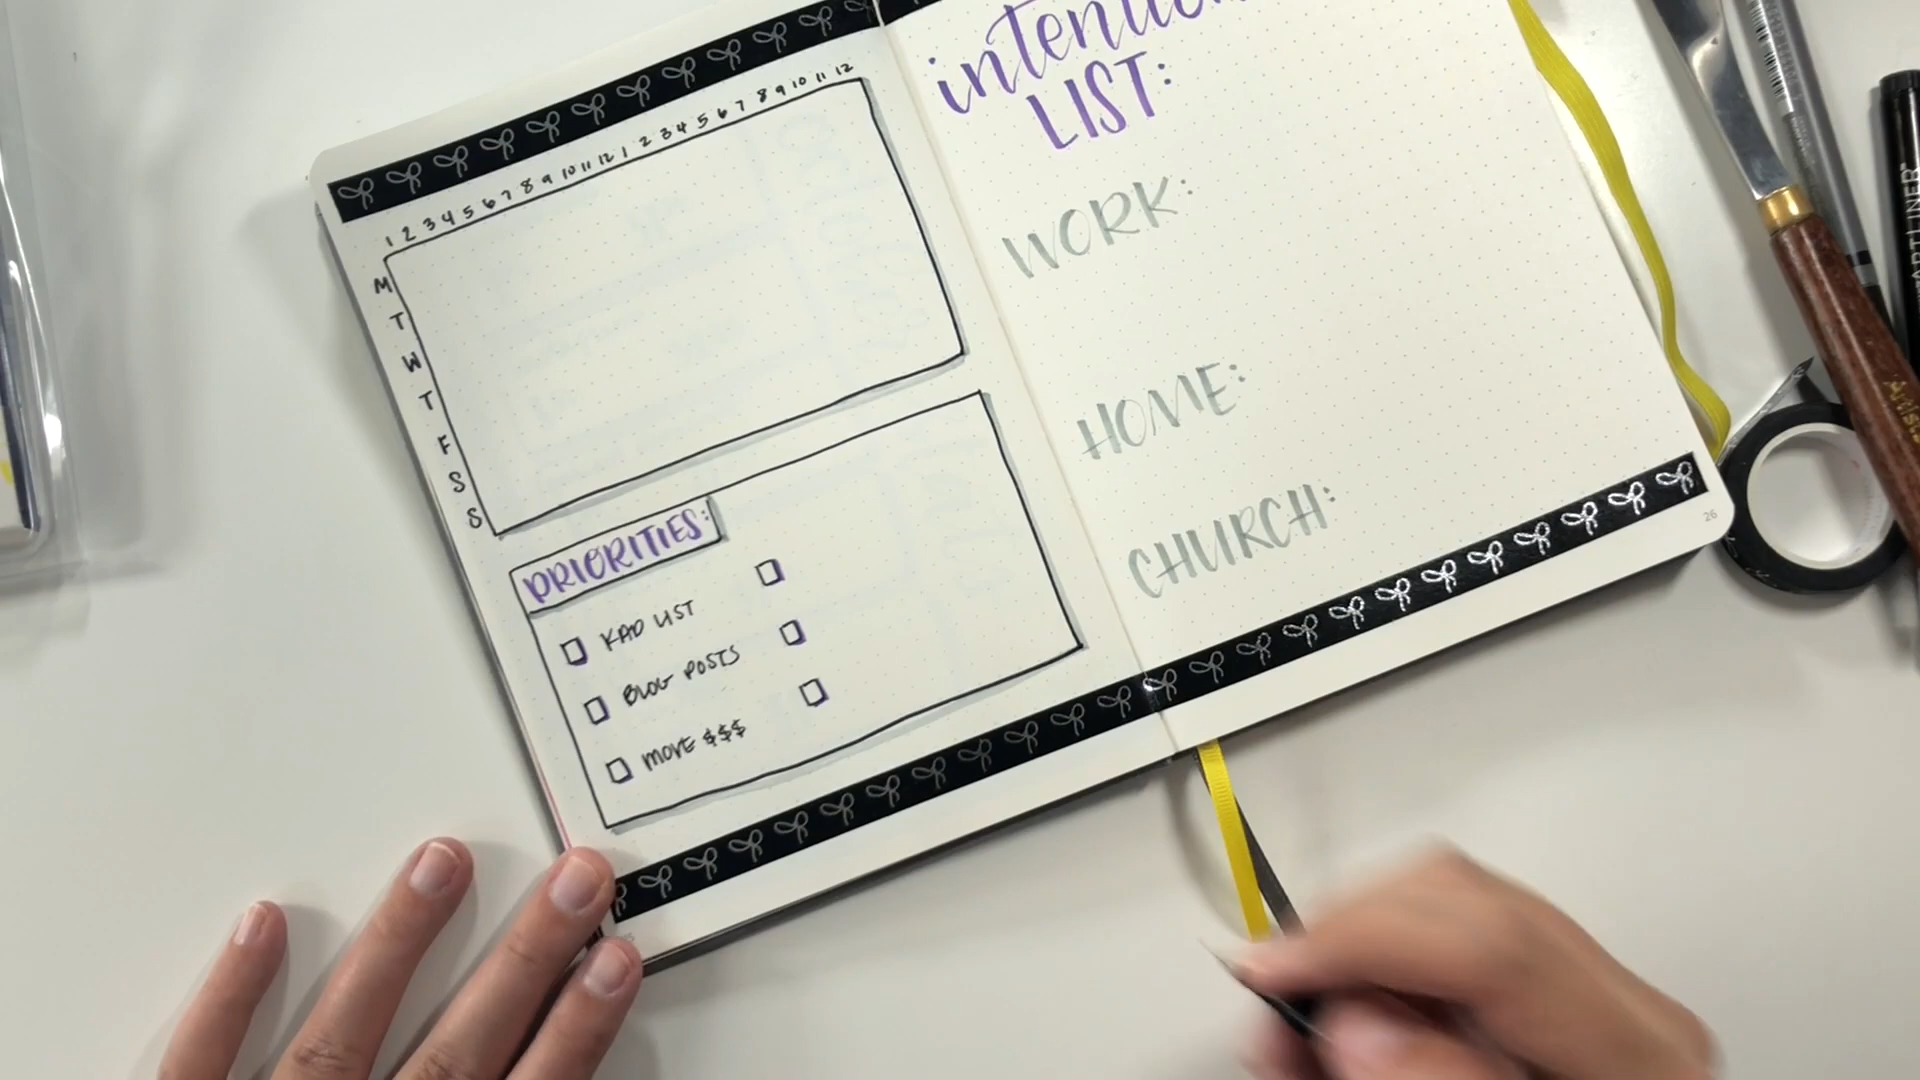 1 2 3 4 5 6 7 8 9 10 11 12 1 2 3 4 5 6 7 8 9 10 11 12
M
T
W
T
F
S
S
PRIORITIES:
KAD LIST
BLOG POSTS
MOVE $$$
LIST:
WORK:
HOME:
CHURCH:
26